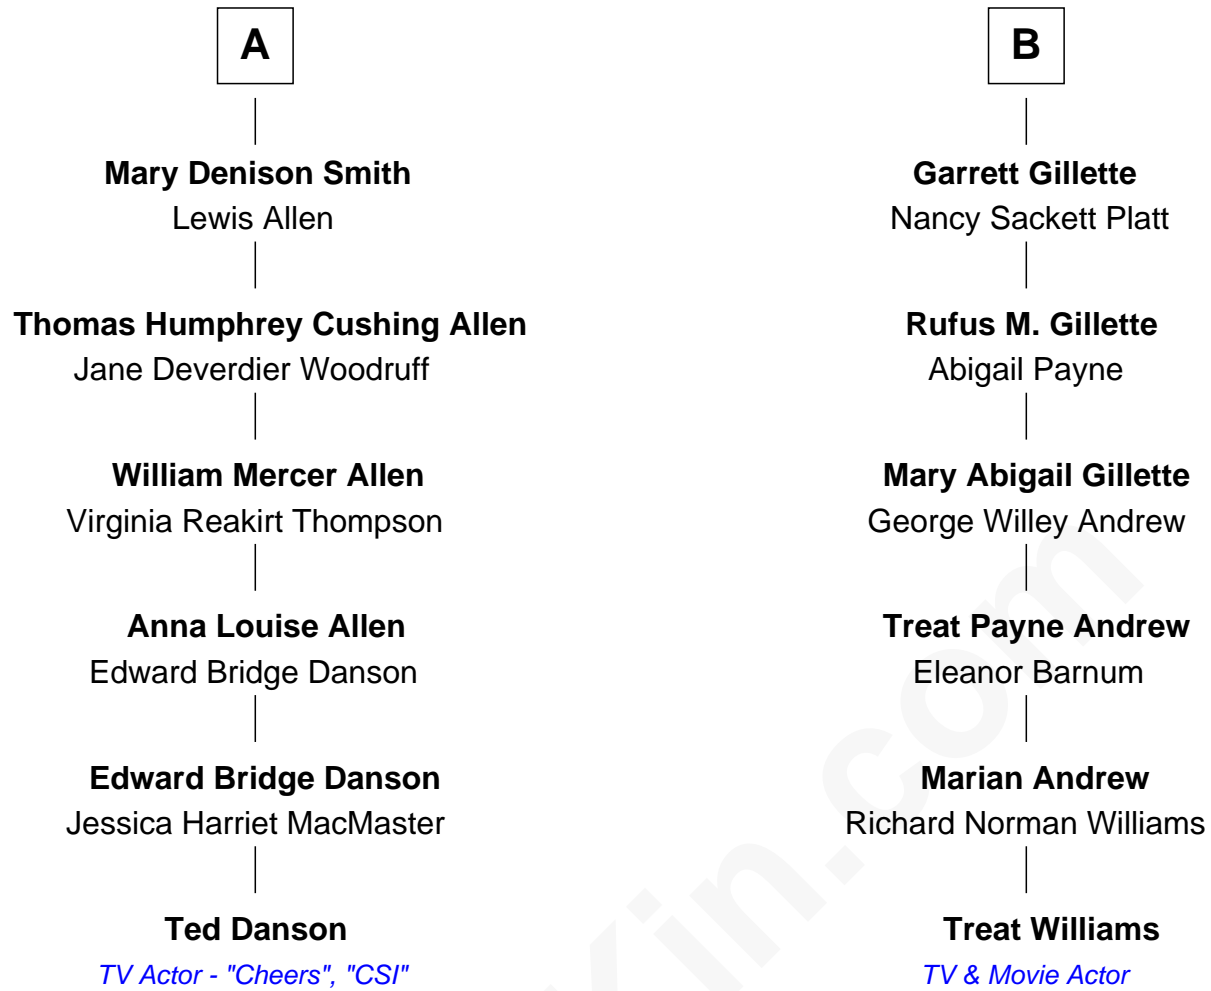 A
Mary Denison Smith
Lewis Allen
Thomas Humphrey Cushing Allen
Jane Deverdier Woodruff
William Mercer Allen
Virginia Reakirt Thompson
Anna Louise Allen
Edward Bridge Danson
Edward Bridge Danson
Jessica Harriet MacMaster
Ted Danson
TV Actor - "Cheers", "CSI"
B
Garrett Gillette
Nancy Sackett Platt
Rufus M. Gillette
Abigail Payne
Mary Abigail Gillette
George Willey Andrew
Treat Payne Andrew
Eleanor Barnum
Marian Andrew
Richard Norman Williams
Treat Williams
TV & Movie Actor
Kin.com